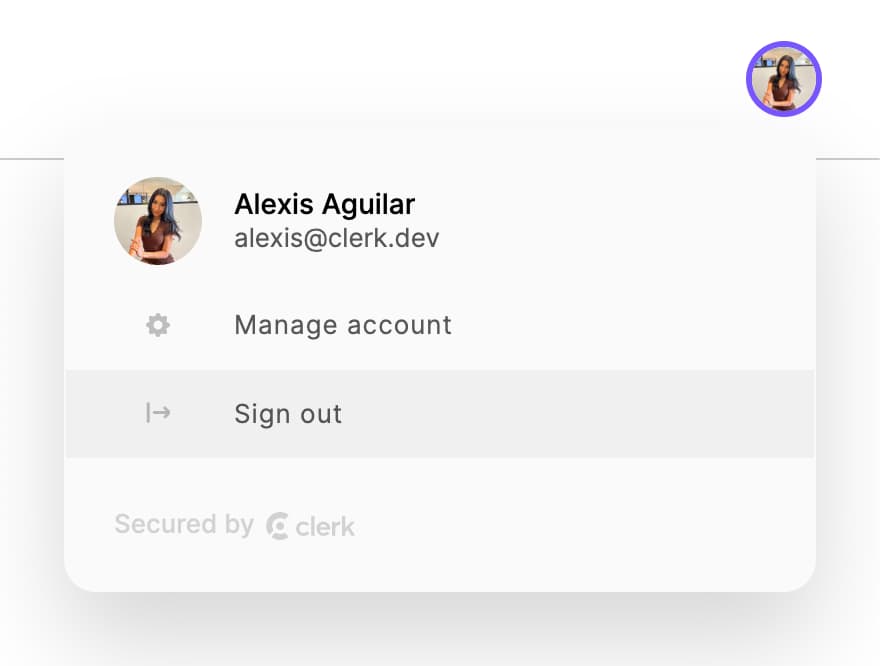 Alexis Aguilar
alexis@clerk.dev
Manage account
Sign out
Secured by clerk